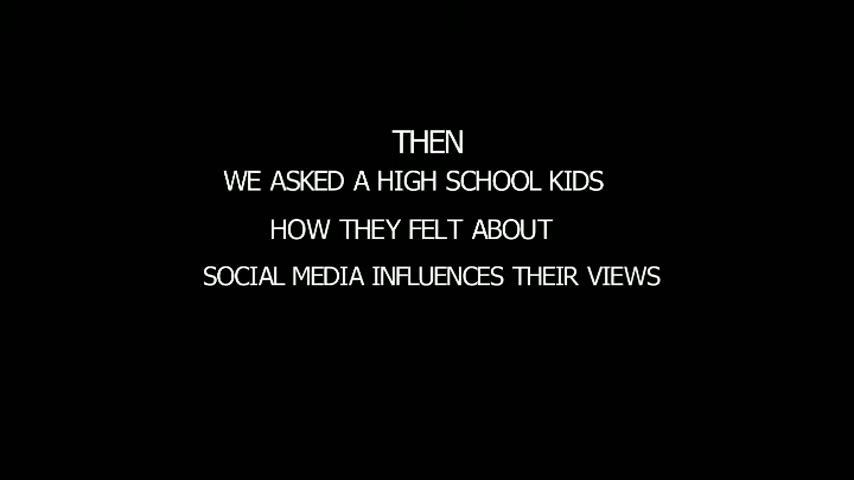 THEN
WE ASKED A HIGH SCHOOL KIDS
HOW THEY FELT ABOUT
SOCIAL MEDIA INFLUENCES THEIR VIEWS